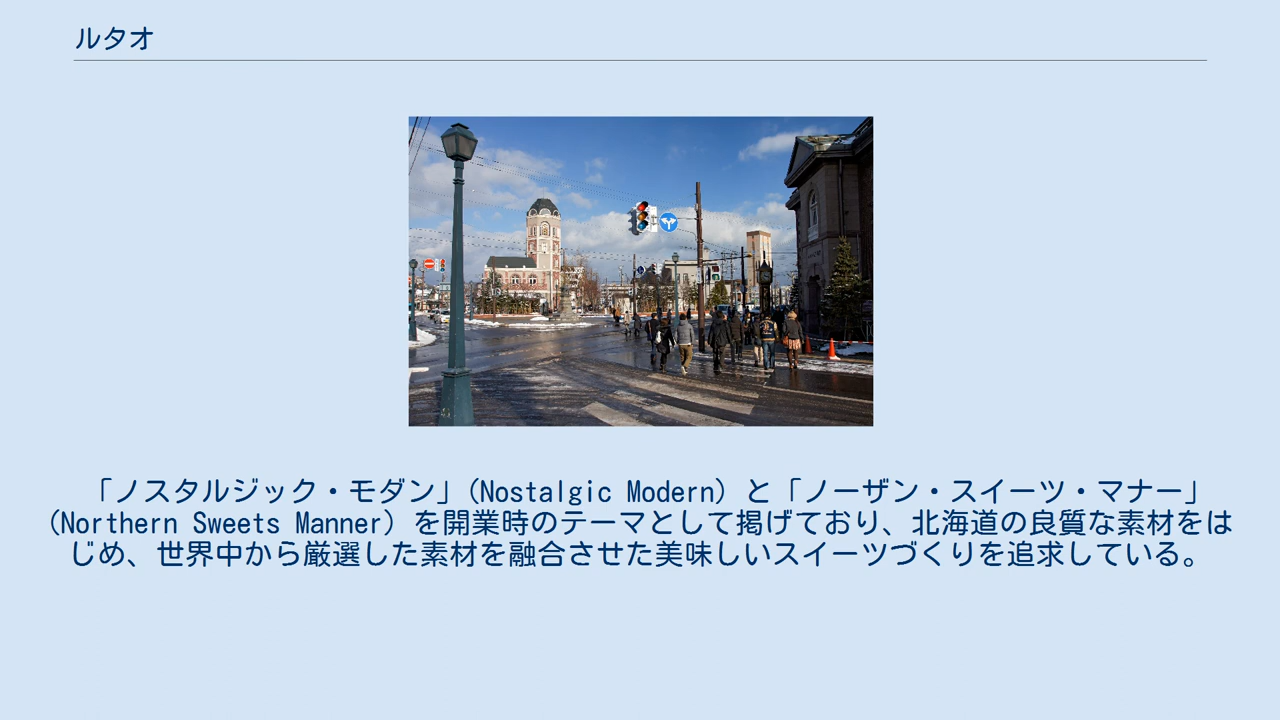 ルタオ
「ノスタルジック・モダン」(Nostalgic Modern) と「ノーザン・スイーツ・マナー」
(Northern Sweets Manner) を開業時のテーマとして掲げており、北海道の良質な素材をは
じめ、世界中から厳選した素材を融合させた美味しいスイーツづくりを追求している。